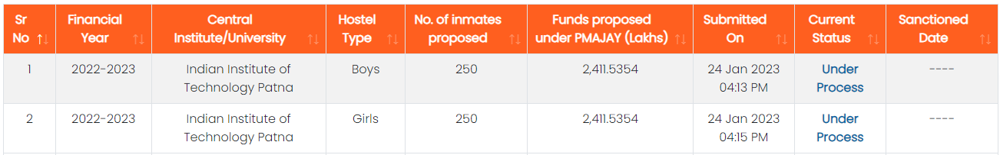 Sr No Financial Year Central Institute/University Hostel Type No. of inmates proposed Funds proposed under PMAJAY (Lakhs) Submitted On Current Status Sanctioned Date
1 2022-2023 Indian Institute of Technology Patna Boys 250 2,411.5354 24 Jan 2023 04:13 PM Under Process ----
2 2022-2023 Indian Institute of Technology Patna Girls 250 2,411.5354 24 Jan 2023 04:15 PM Under Process ----